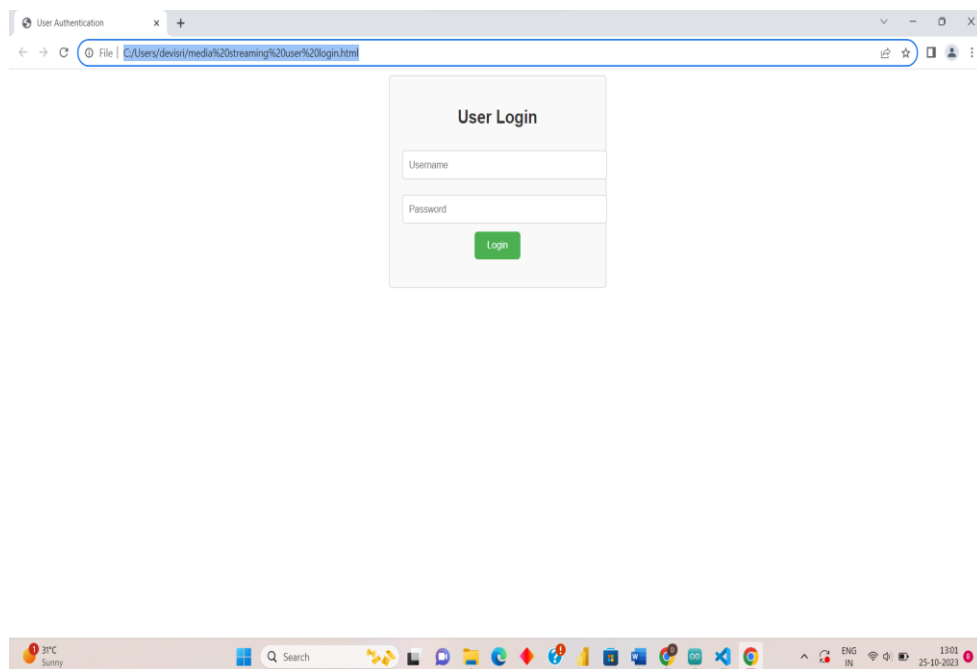 User Authentication
File | C:/Users/devisri/media%20streaming%20user%20login.html
User Login
Username
Password
Login
1
31°C
Sunny
Search
ENG
IN
13:01
25-10-2023